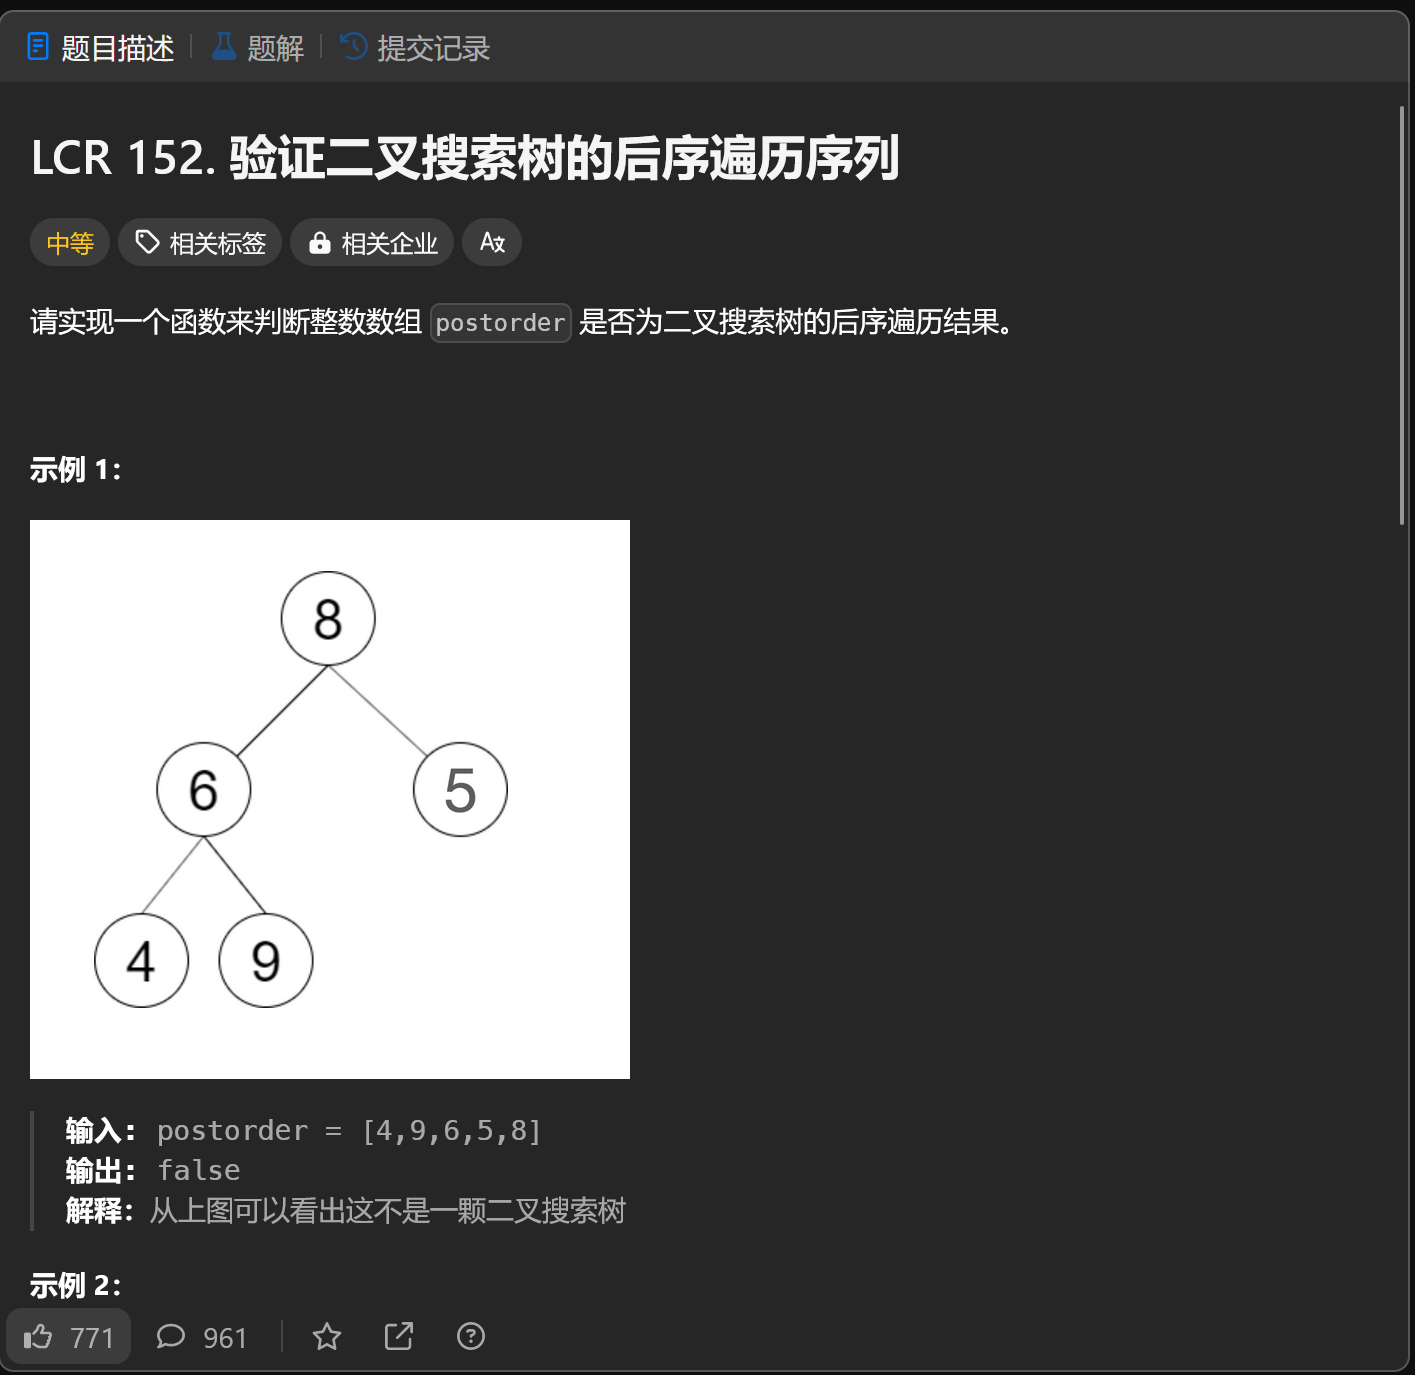 题目描述 题解 提交记录
LCR 152. 验证二叉搜索树的后序遍历序列
中等 相关标签 相关企业
请实现一个函数来判断整数数组 postorder 是否为二叉搜索树的后序遍历结果。
示例 1：
8
6 5
4 9
输入： postorder = [4,9,6,5,8]
输出： false
解释：从上图可以看出这不是一颗二叉搜索树
示例 2：
771 961